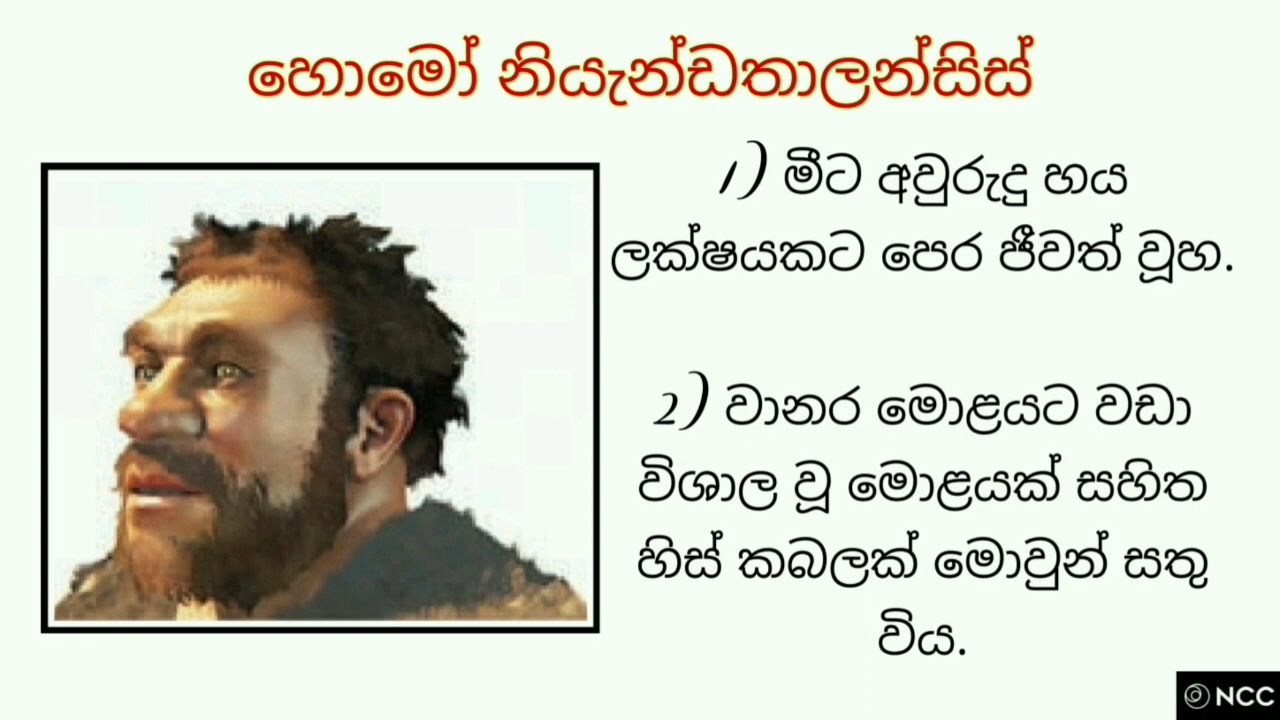 හොමෝ නියැන්ඩතාලන්සිස්
1) මීට අවුරුදු හය
ලක්ෂයකට පෙර ජීවත් වූහ.
2) වානර මොළයට වඩා
විශාල වූ මොළයක් සහිත
හිස් කබලක් මොවුන් සතු
විය.
NCC